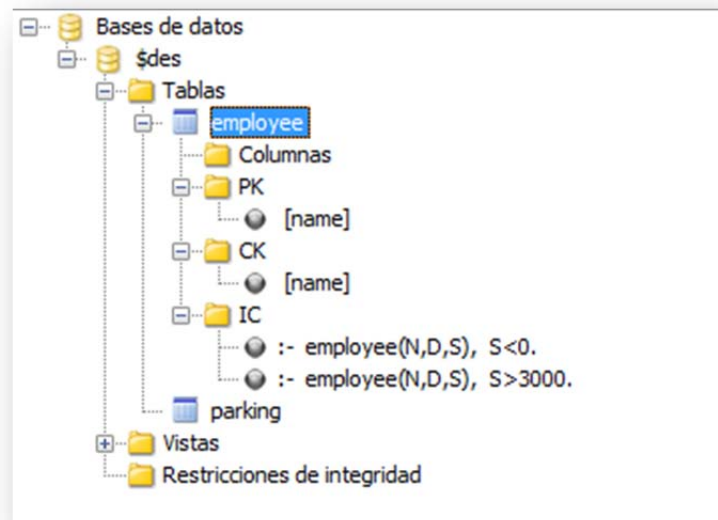 Bases de datos
$des
Tablas
employee
Columnas
PK
[name]
CK
[name]
IC
:- employee(N,D,S), S<0.
:- employee(N,D,S), S>3000.
parking
Vistas
Restricciones de integridad